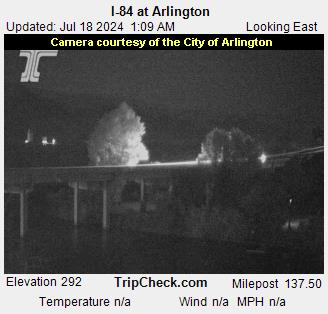 I-84 at Arlington
Updated: Jul 18 2024 1:09 AM Looking East
Camera courtesy of the City of Arlington
Elevation 292 TripCheck.com Milepost 137.50
Temperature n/a Wind n/a MPH n/a